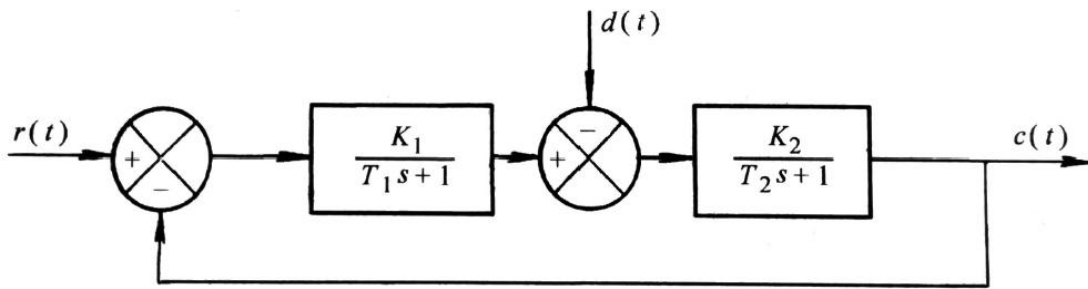 d(t)
r(t)
+
−
K₁
T₁s+1
+
−
K₂
T₂s+1
c(t)